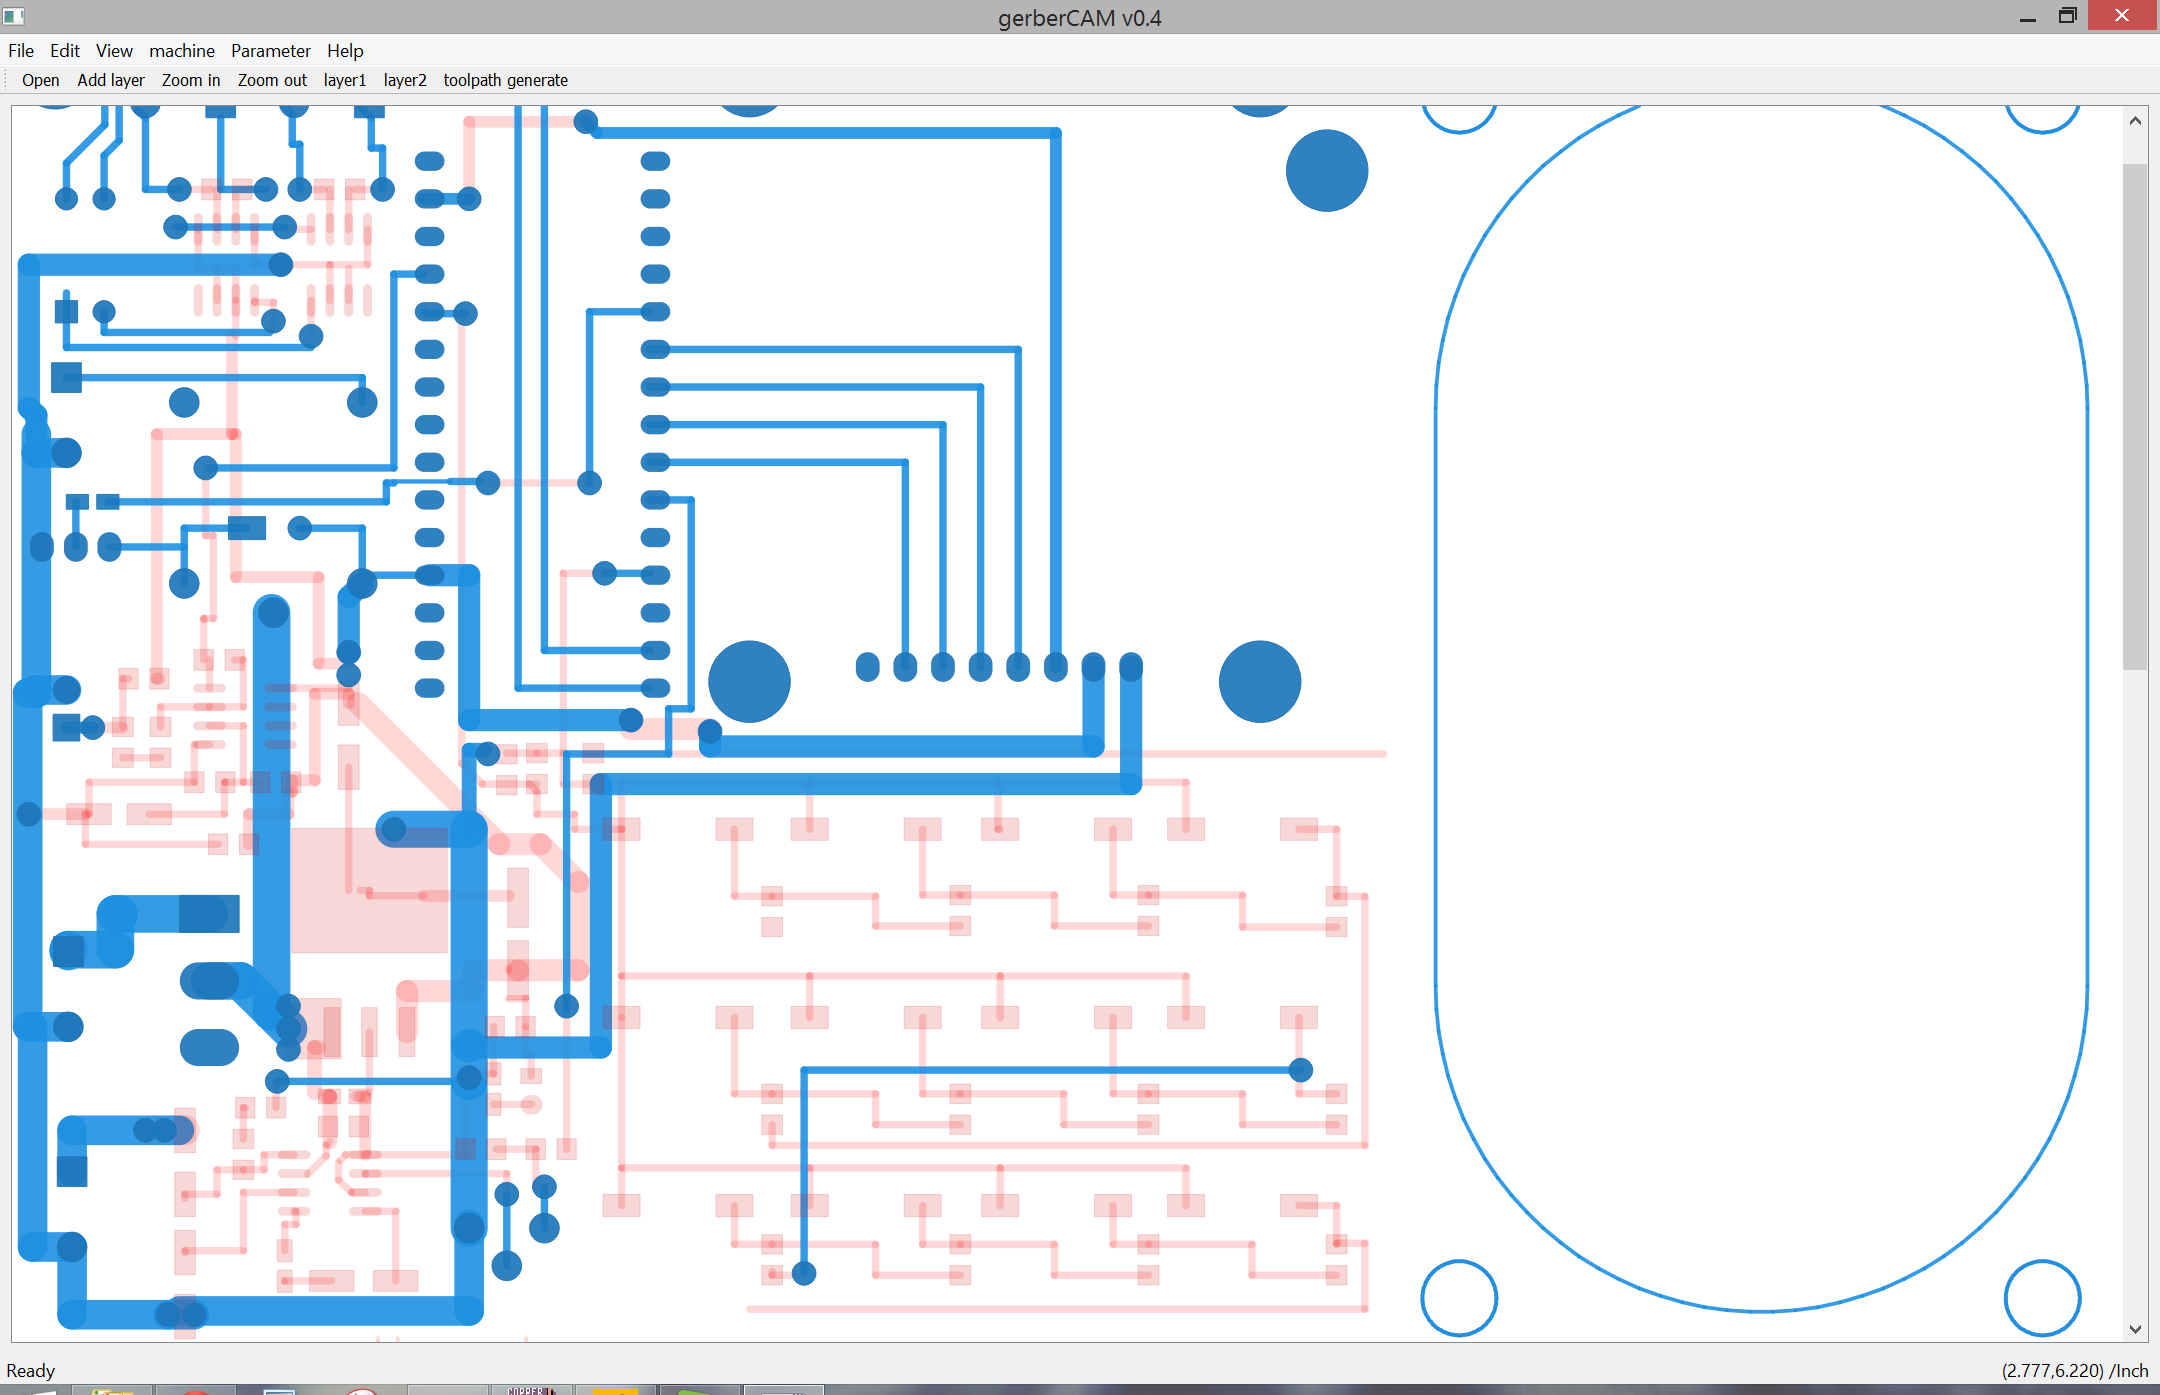 gerberCAM v0.4
File Edit View machine Parameter Help
Open Add layer Zoom in Zoom out layer1 layer2 toolpath generate
Ready (2.777,6.220) /Inch
COPPER